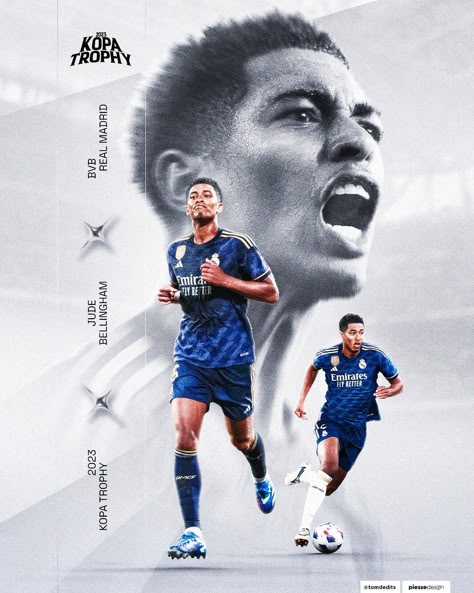 2023
KOPA
TROPHY
BVB
REAL MADRID
JUDE
BELLINGHAM
2023
KOPA TROPHY
Emirates
FLY BETTER
Emirates
FLY BETTER
@tomdedits
piessedesign